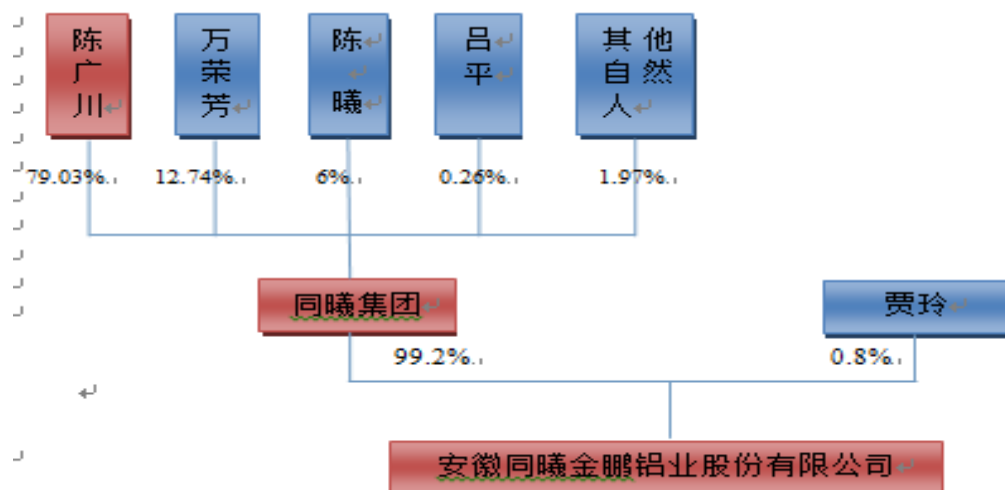 陈
广
川
万
荣
芳
陈
曦
吕
平
其 他
自 然
人
79.03%
12.74%
6%
0.26%
1.97%
同曦集团
贾玲
99.2%
0.8%
安徽同曦金鹏铝业股份有限公司